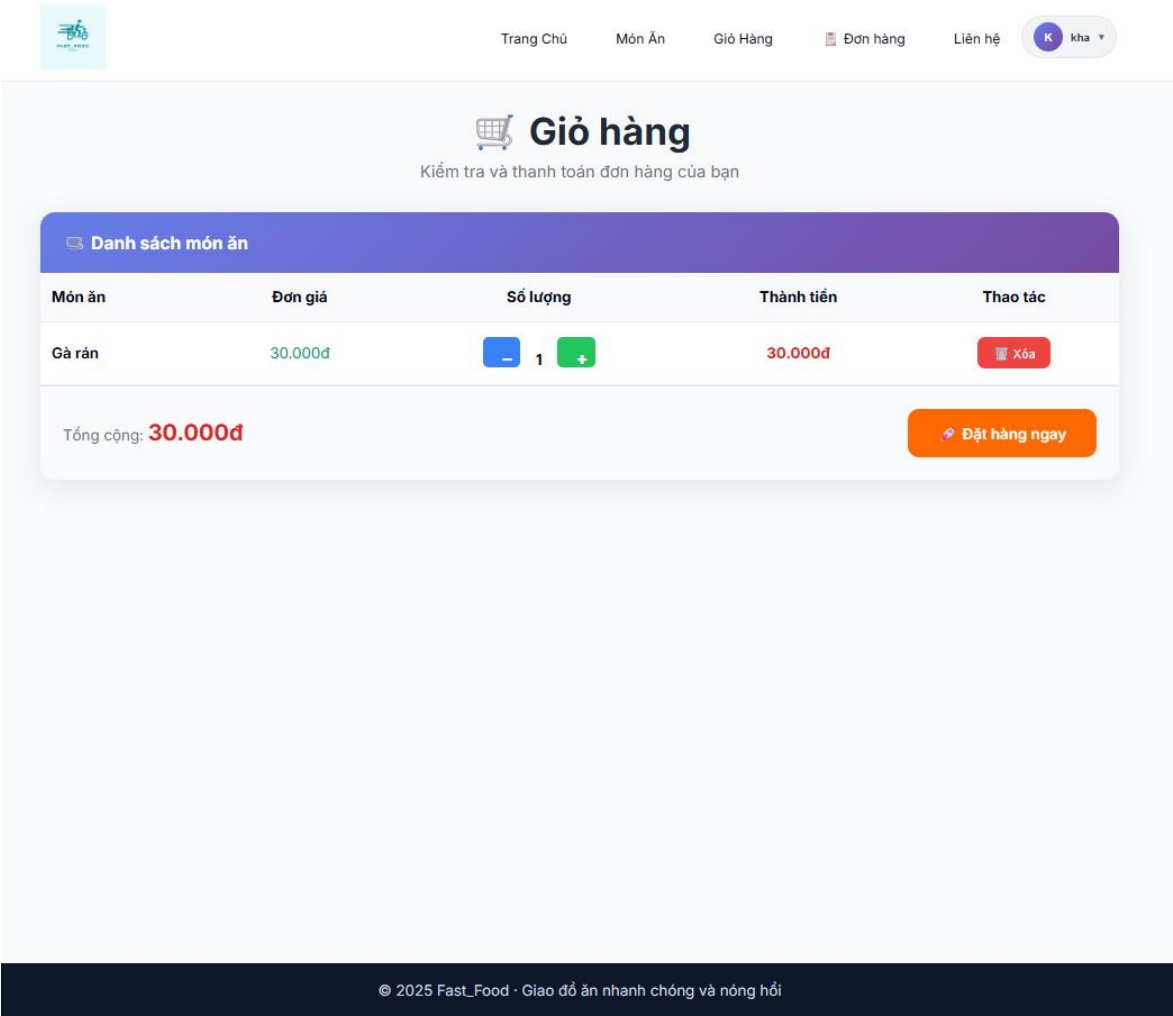 FAST_FOOD
Trang Chủ Món Ăn Giỏ Hàng Đơn hàng Liên hệ K kha ▼
Giỏ hàng
Kiểm tra và thanh toán đơn hàng của bạn
Danh sách món ăn
Món ăn Đơn giá Số lượng Thành tiền Thao tác
Gà rán 30.000đ − 1 + 30.000đ Xóa
Tổng cộng: 30.000đ Đặt hàng ngay
© 2025 Fast_Food · Giao đồ ăn nhanh chóng và nóng hổi